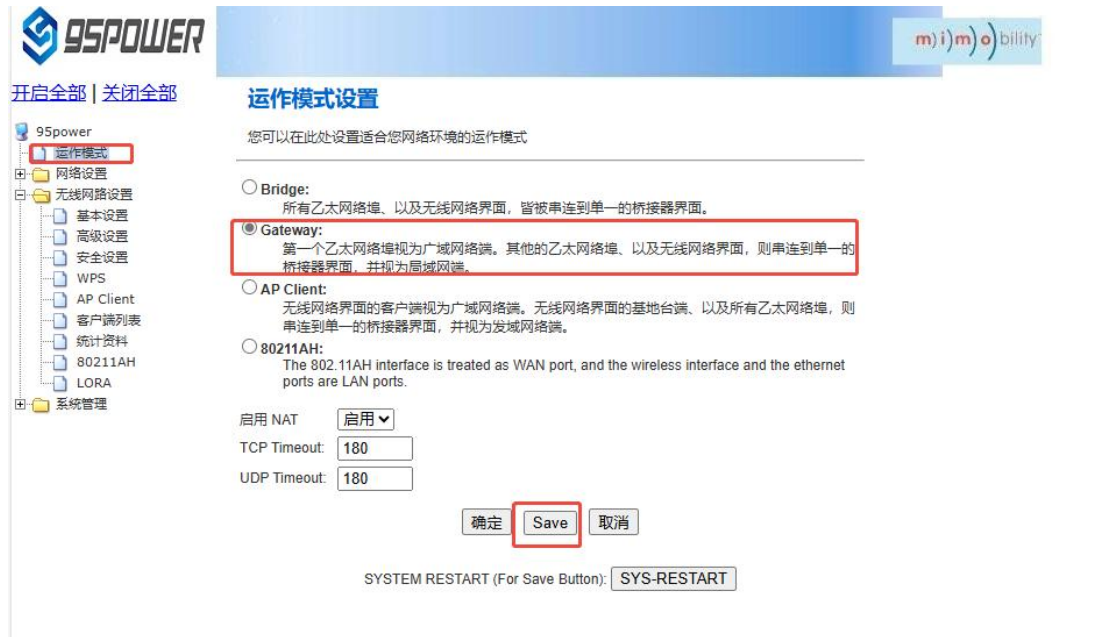 95POWER
m)i)m)o)bility
开启全部 | 关闭全部
95power
运作模式
网络设置
无线网路设置
基本设置
高级设置
安全设置
WPS
AP Client
客户端列表
统计资料
80211AH
LORA
系统管理
运作模式设置
您可以在此处设置适合您网络环境的运作模式
Bridge:
所有乙太网络埠、以及无线网络界面，皆被串连到单一的桥接器界面。
Gateway:
第一个乙太网络埠视为广域网络端。其他的乙太网络埠、以及无线网络界面，则串连到单一的
桥接器界面，并视为局域网端。
AP Client:
无线网络界面的客户端视为广域网络端。无线网络界面的基地台端、以及所有乙太网络埠，则
串连到单一的桥接器界面，并视为发域网络端。
80211AH:
The 802.11AH interface is treated as WAN port, and the wireless interface and the ethernet
ports are LAN ports.
启用 NAT 启用
TCP Timeout: 180
UDP Timeout: 180
确定 Save 取消
SYSTEM RESTART (For Save Button): SYS-RESTART